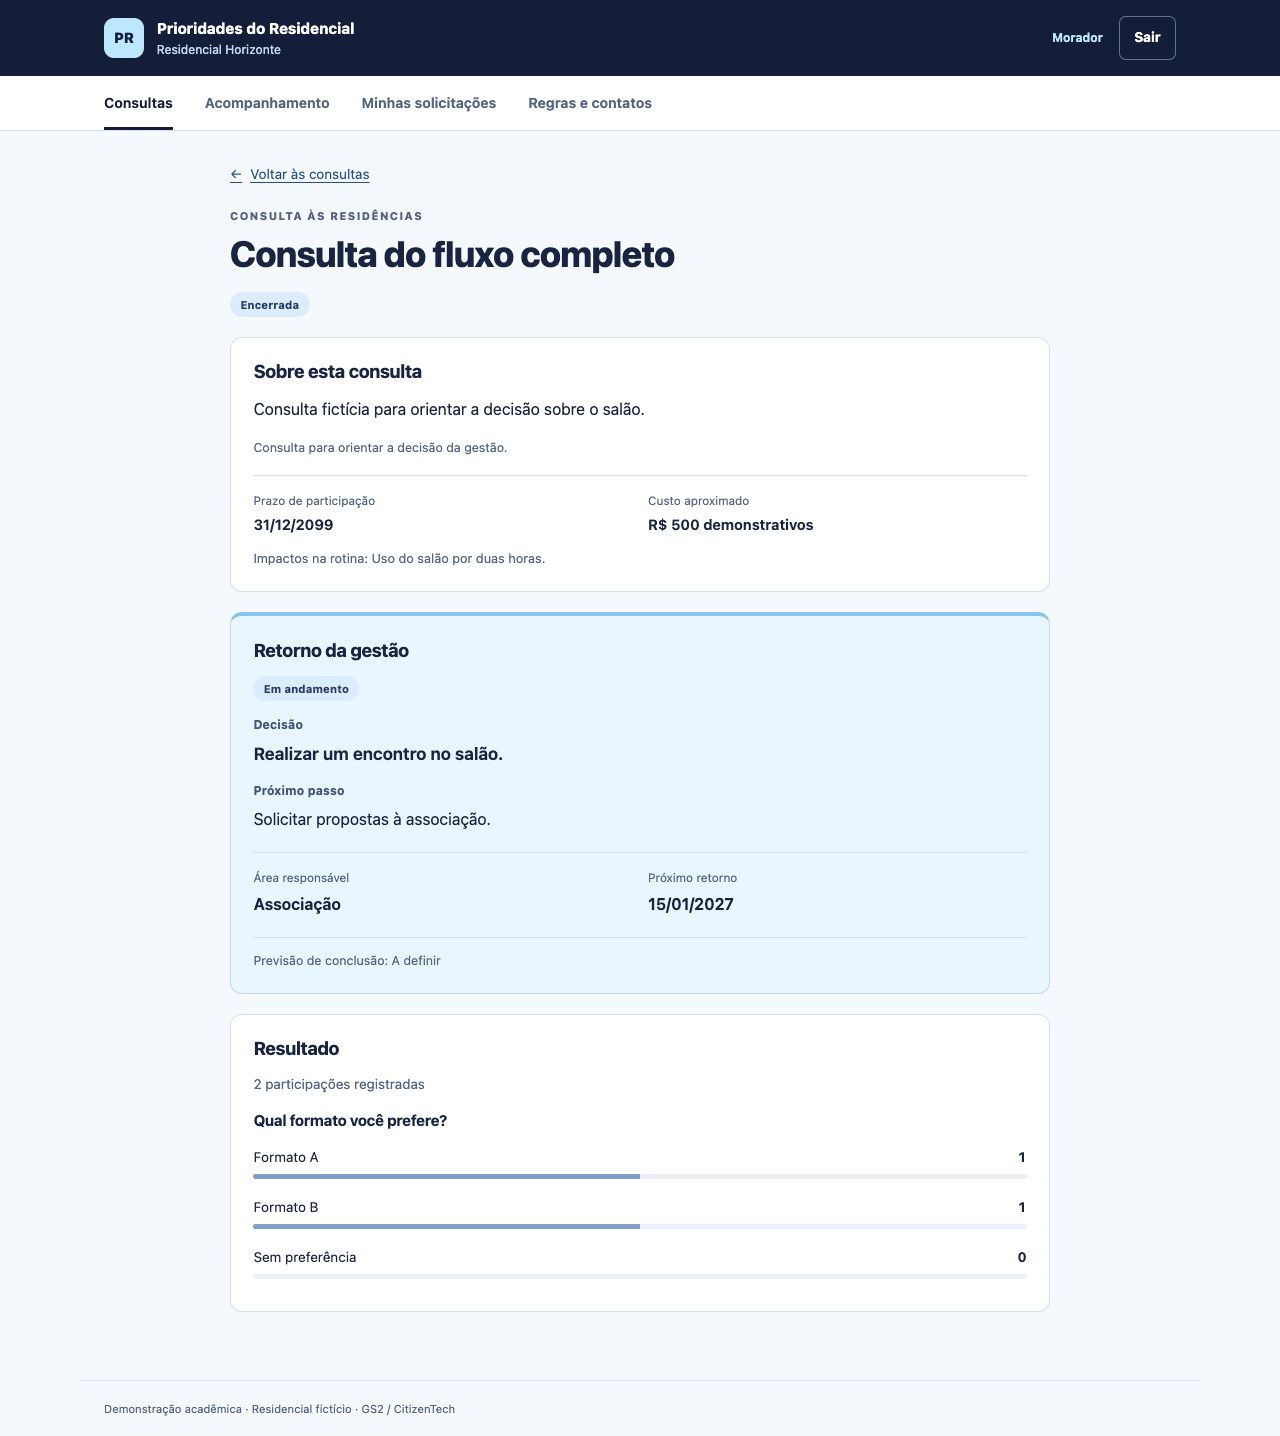 PR
Prioridades do Residencial
Residencial Horizonte
Morador
Sair
Consultas
Acompanhamento
Minhas solicitações
Regras e contatos
← Voltar às consultas
CONSULTA ÀS RESIDÊNCIAS
Consulta do fluxo completo
Encerrada
Sobre esta consulta
Consulta fictícia para orientar a decisão sobre o salão.
Consulta para orientar a decisão da gestão.
Prazo de participação
31/12/2099
Custo aproximado
R$ 500 demonstrativos
Impactos na rotina: Uso do salão por duas horas.
Retorno da gestão
Em andamento
Decisão
Realizar um encontro no salão.
Próximo passo
Solicitar propostas à associação.
Área responsável
Associação
Próximo retorno
15/01/2027
Previsão de conclusão: A definir
Resultado
2 participações registradas
Qual formato você prefere?
Formato A 1
Formato B 1
Sem preferência 0
Demonstração acadêmica · Residencial fictício · GS2 / CitizenTech